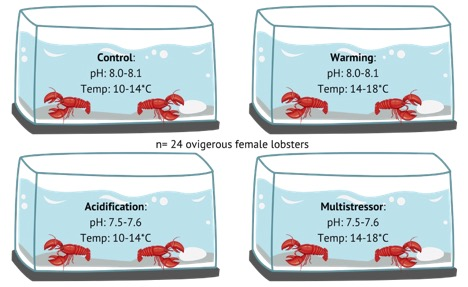 Control:
pH: 8.0-8.1
Temp: 10-14°C
Warming:
pH: 8.0-8.1
Temp: 14-18°C
n= 24 ovigerous female lobsters
Acidification:
pH: 7.5-7.6
Temp: 10-14°C
Multistressor:
pH: 7.5-7.6
Temp: 14-18°C